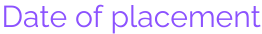 Date of placement